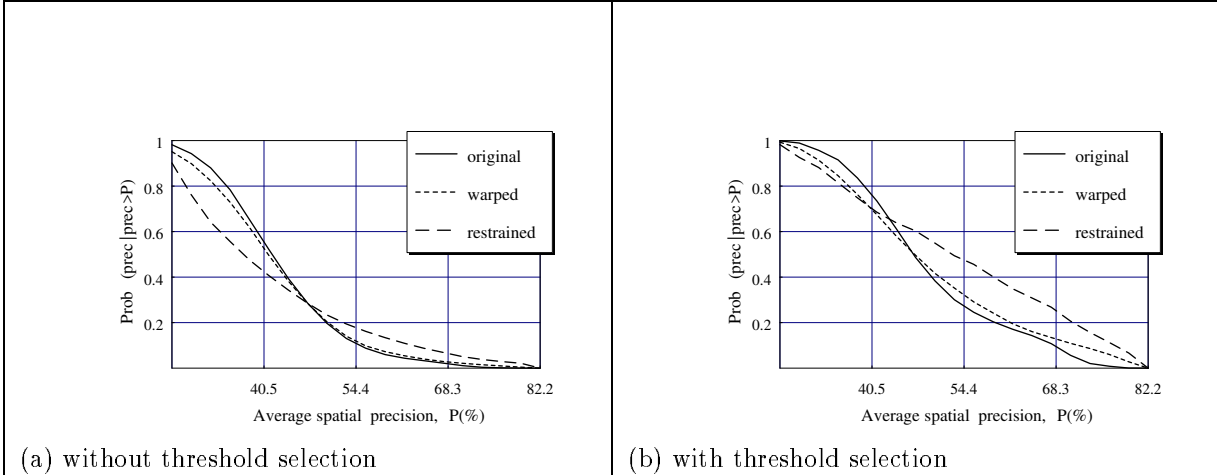 1
0.8
0.6
0.4
0.2
Prob (prec|prec>P)
original
warped
restrained
40.5 54.4 68.3 82.2
Average spatial precision, P(%)
(a) without threshold selection
1
0.8
0.6
0.4
0.2
Prob (prec|prec>P)
original
warped
restrained
40.5 54.4 68.3 82.2
Average spatial precision, P(%)
(b) with threshold selection